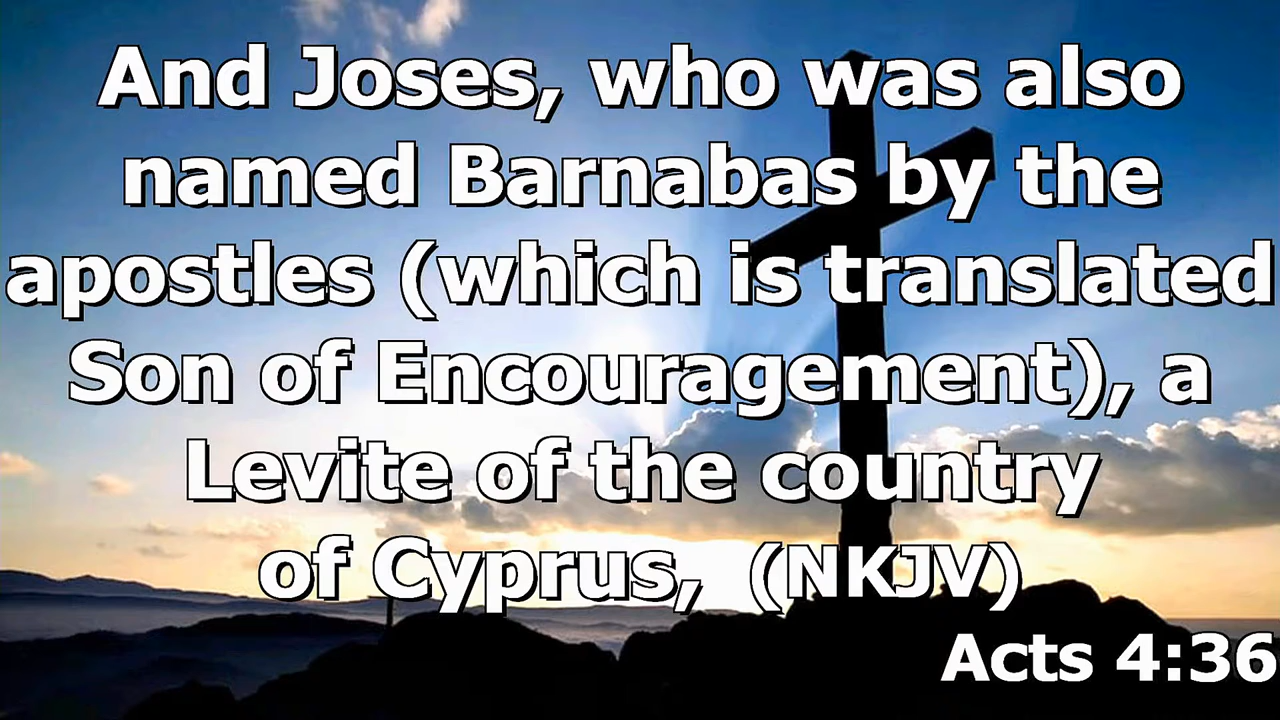 And Joses, who was also
named Barnabas by the
apostles (which is translated
Son of Encouragement), a
Levite of the country
of Cyprus,  (NKJV)
Acts 4:36